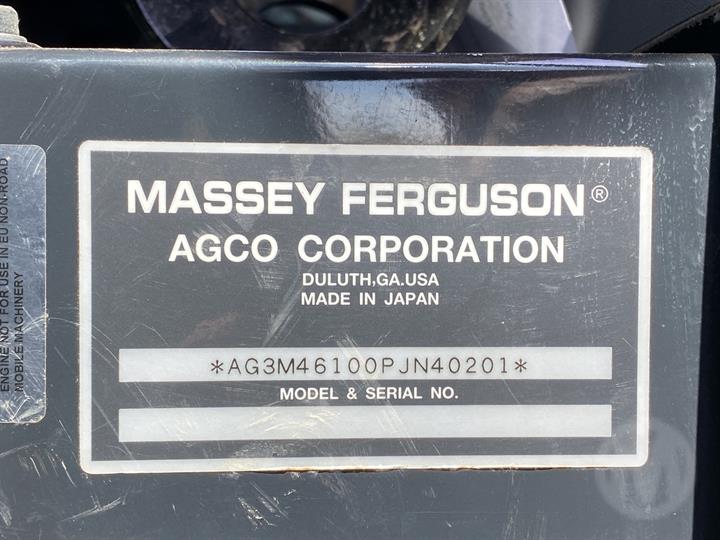 MASSEY FERGUSON®
AGCO CORPORATION
DULUTH,GA.USA
MADE IN JAPAN
*AG3M46100PJN40201*
MODEL & SERIAL NO.
ENGINE NOT FOR USE IN EU NON-ROAD
MOBILE MACHINERY